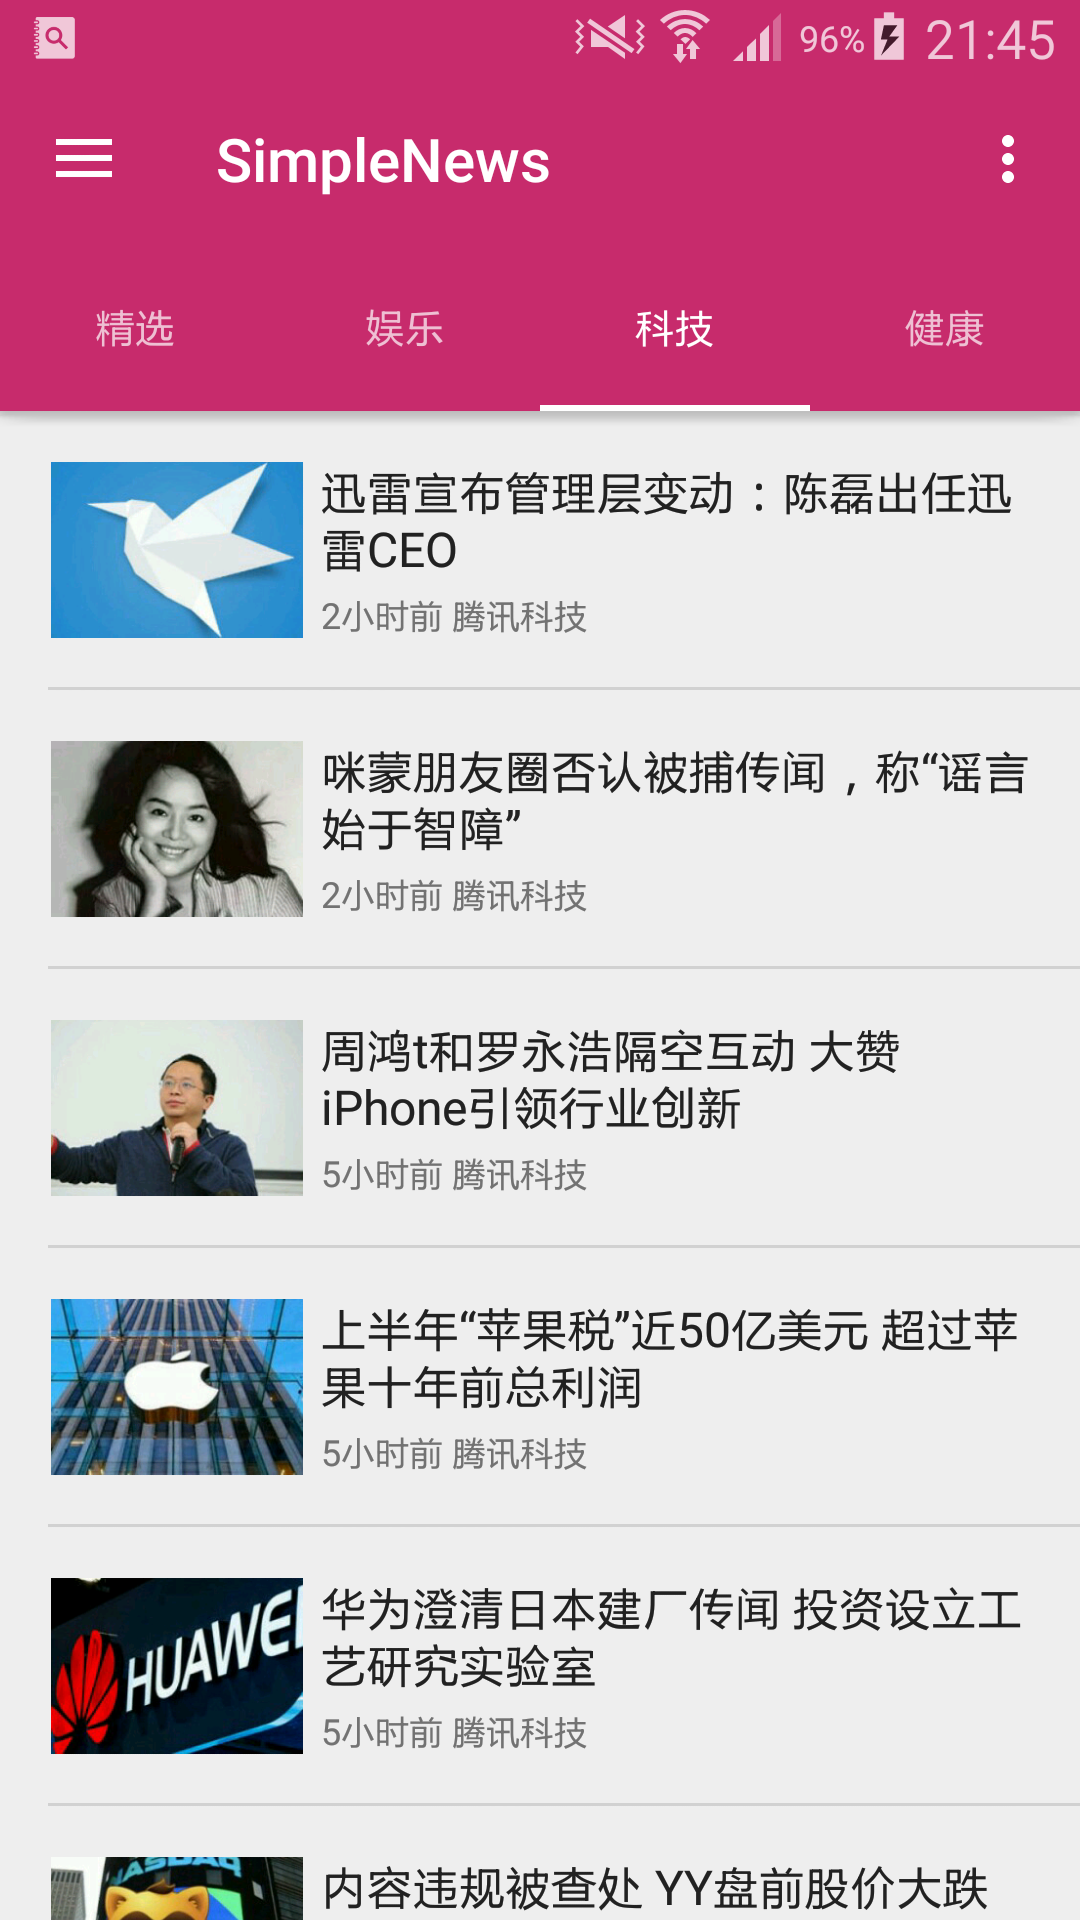 96% 21:45
SimpleNews
精选 娱乐 科技 健康
迅雷宣布管理层变动：陈磊出任迅
雷CEO
2小时前 腾讯科技
咪蒙朋友圈否认被捕传闻，称“谣言
始于智障”
2小时前 腾讯科技
周鸿t和罗永浩隔空互动 大赞
iPhone引领行业创新
5小时前 腾讯科技
上半年“苹果税”近50亿美元 超过苹
果十年前总利润
5小时前 腾讯科技
HUAWEI
华为澄清日本建厂传闻 投资设立工
艺研究实验室
5小时前 腾讯科技
NASDAQ
内容违规被查处 YY盘前股价大跌